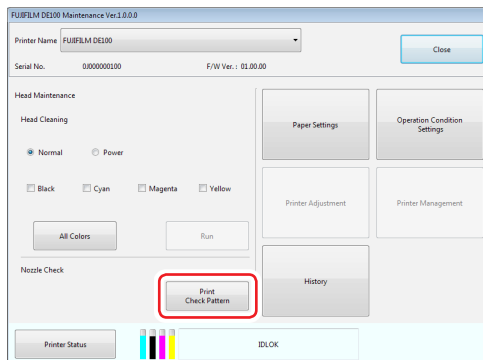 FUJIFILM DE100 Maintenance Ver.1.0.0.0
Printer Name FUJIFILM DE100
Close
Serial No. 0J000000100 F/W Ver. : 01.00.00
Head Maintenance
Head Cleaning
Normal Power
Black Cyan Magenta Yellow
All Colors Run
Nozzle Check
Print
Check Pattern
Paper Settings
Operation Condition
Settings
Printer Adjustment
Printer Management
History
Printer Status
IDLOK